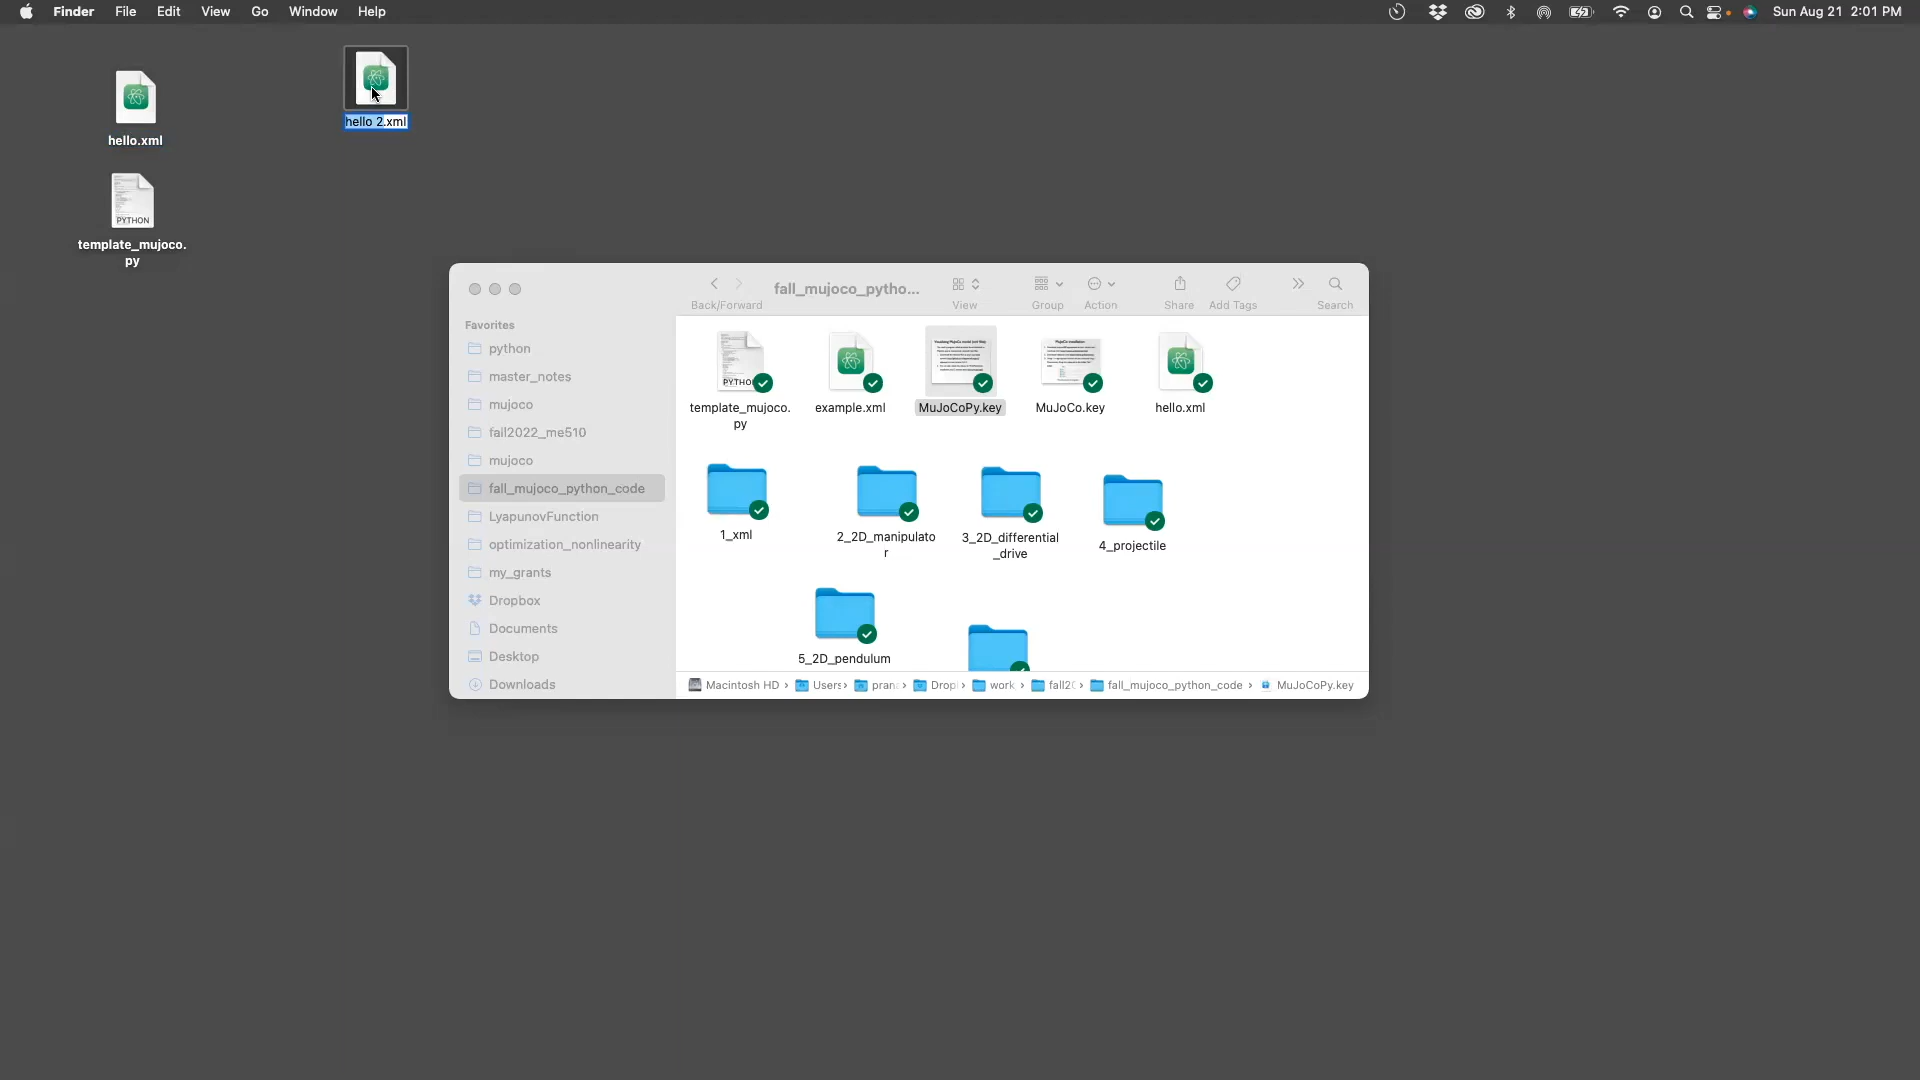 Finder File Edit View Go Window Help Sun Aug 21 2:01 PM
hello.xml
hello 2.xml
PYTHON
template_mujoco.
py
Back/Forward
fall_mujoco_pytho...
View
Group
Action
Share
Add Tags
Search
Favorites
python
master_notes
mujoco
fall2022_me510
mujoco
fall_mujoco_python_code
LyapunovFunction
optimization_nonlinearity
my_grants
Dropbox
Documents
Desktop
Downloads
template_mujoco.
py
example.xml
MuJoCoPy.key
MuJoCo.key
hello.xml
1_xml
2_2D_manipulato
r
3_2D_differential
_drive
4_projectile
5_2D_pendulum
Macintosh HD › Users › pran › Drop › work › fall20 › fall_mujoco_python_code › MuJoCoPy.key